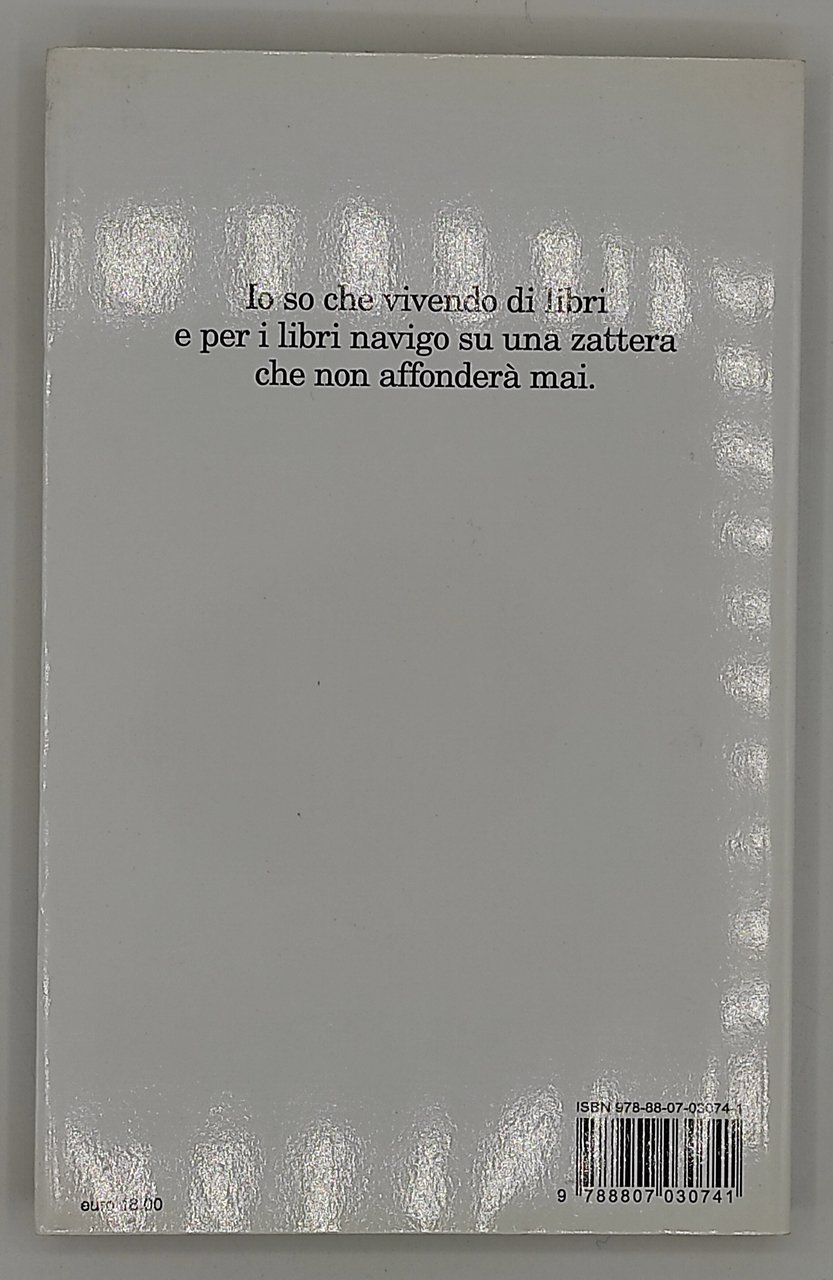 Io so che vivendo di libri
e per i libri navigo su una zattera
che non affonderà mai.
ISBN 978-88-07-03074-1
9 788807 030741
euro 18.00